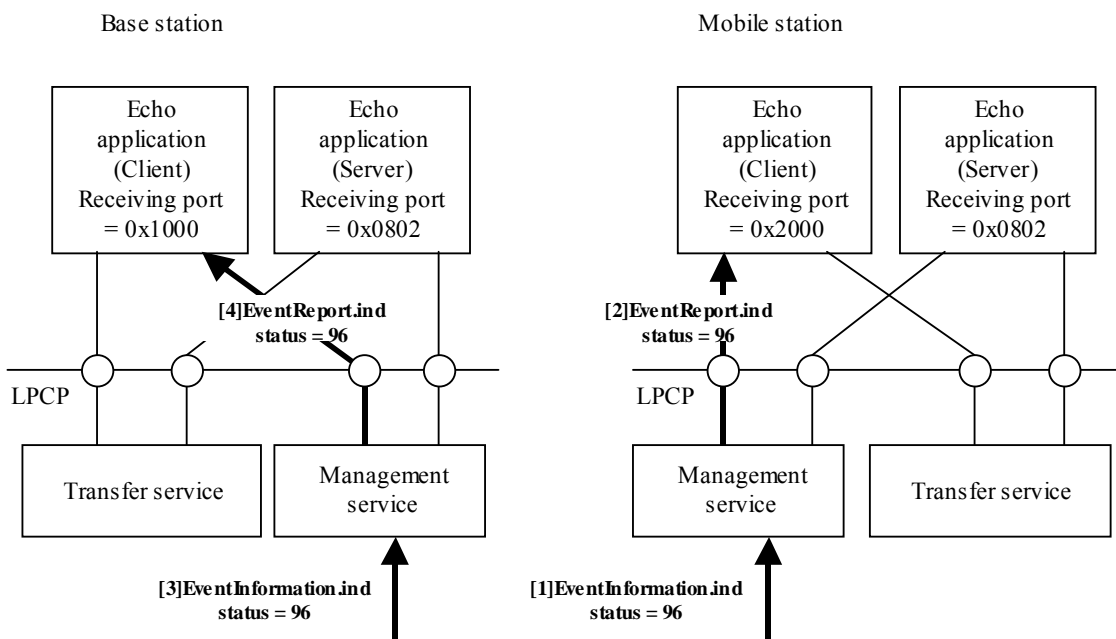 Base station
Mobile station
Echo
application
(Client)
Receiving port
= 0x1000
Echo
application
(Server)
Receiving port
= 0x0802
Echo
application
(Client)
Receiving port
= 0x2000
Echo
application
(Server)
Receiving port
= 0x0802
[4]EventReport.ind
status = 96
[2]EventReport.ind
status = 96
LPCP
LPCP
Transfer service
Management
service
Management
service
Transfer service
[3]EventInformation.ind
status = 96
[1]EventInformation.ind
status = 96